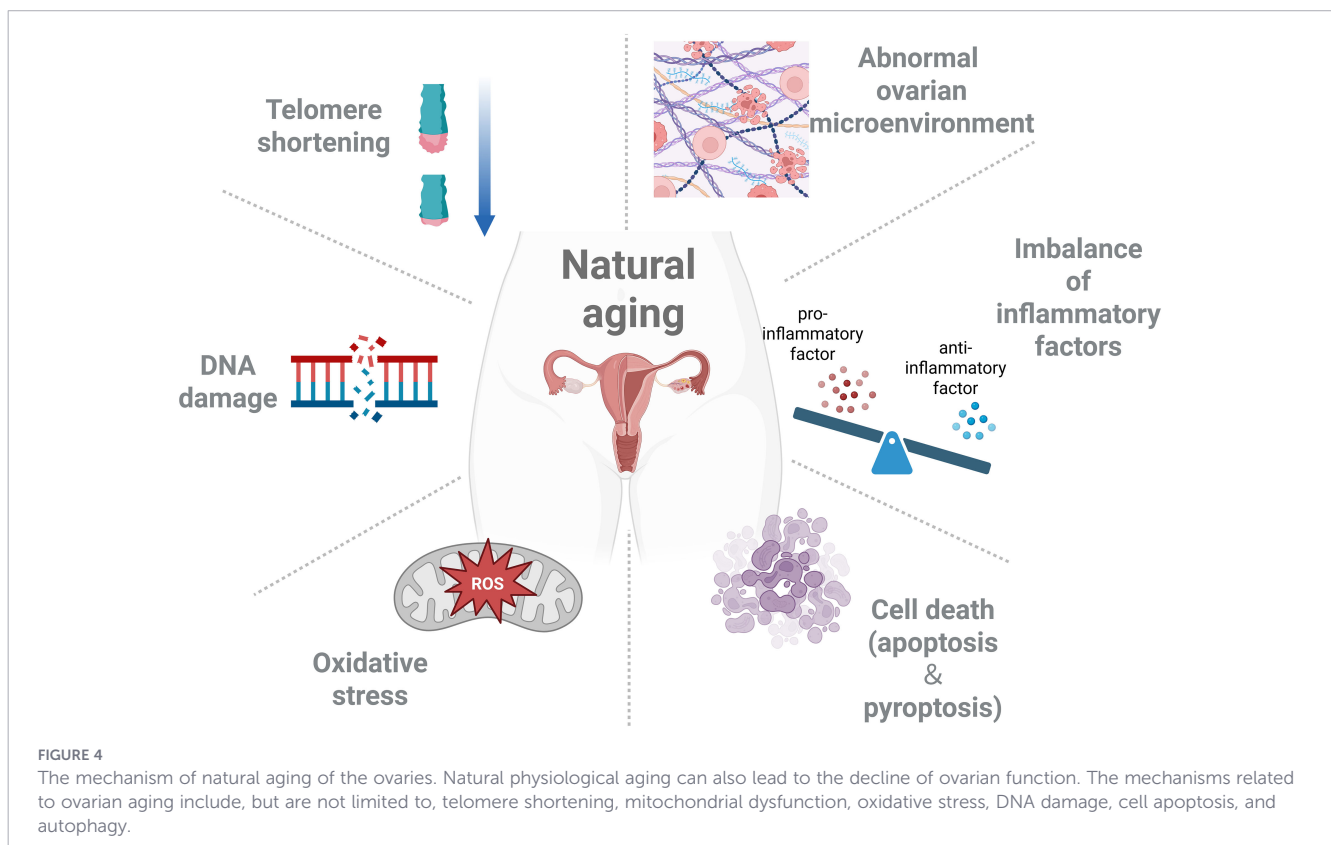 Telomere
shortening
Abnormal
ovarian
microenvironment
Natural
aging
Imbalance
of
inflammatory
factors
pro-
inflammatory
factor
anti-
inflammatory
factor
DNA
damage
ROS
Oxidative
stress
Cell death
(apoptosis
&
pyroptosis)
FIGURE 4
The mechanism of natural aging of the ovaries. Natural physiological aging can also lead to the decline of ovarian function. The mechanisms related
to ovarian aging include, but are not limited to, telomere shortening, mitochondrial dysfunction, oxidative stress, DNA damage, cell apoptosis, and
autophagy.